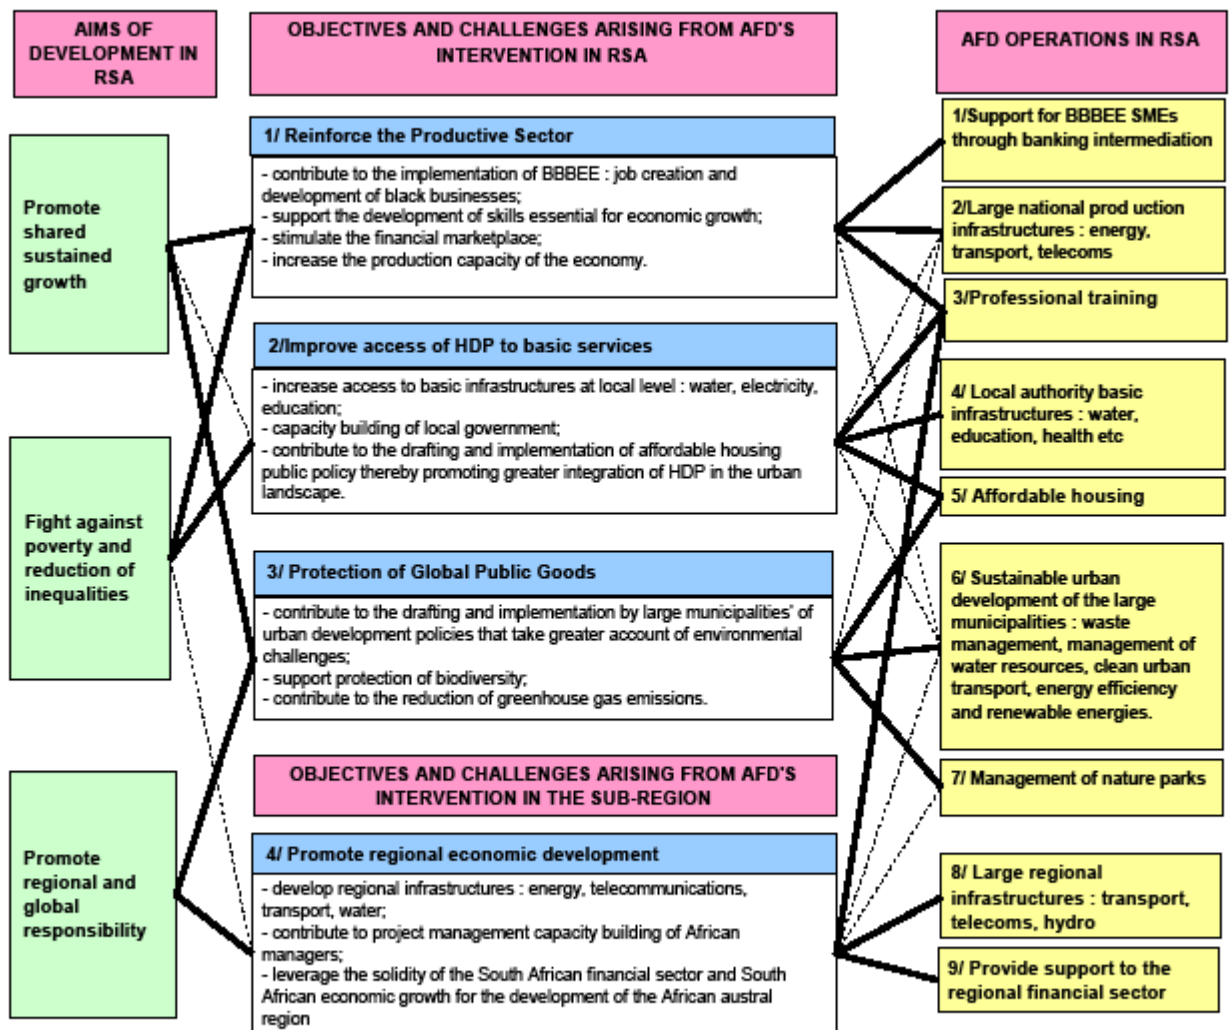 AIMS OF
DEVELOPMENT IN
RSA
OBJECTIVES AND CHALLENGES ARISING FROM AFD'S
INTERVENTION IN RSA
AFD OPERATIONS IN RSA
Promote
shared
sustained
growth
Fight against
poverty and
reduction of
inequalities
Promote
regional and
global
responsibility
1/ Reinforce the Productive Sector
- contribute to the implementation of BBBEE : job creation and
development of black businesses;
- support the development of skills essential for economic growth;
- stimulate the financial marketplace;
- increase the production capacity of the economy.
2/Improve access of HDP to basic services
- increase access to basic infrastructures at local level : water, electricity,
education;
- capacity building of local government;
- contribute to the drafting and implementation of affordable housing
public policy thereby promoting greater integration of HDP in the urban
landscape.
3/ Protection of Global Public Goods
- contribute to the drafting and implementation by large municipalities' of
urban development policies that take greater account of environmental
challenges;
- support protection of biodiversity;
- contribute to the reduction of greenhouse gas emissions.
OBJECTIVES AND CHALLENGES ARISING FROM AFD'S
INTERVENTION IN THE SUB-REGION
4/ Promote regional economic development
- develop regional infrastructures : energy, telecommunications,
transport, water;
- contribute to project management capacity building of African
managers;
- leverage the solidity of the South African financial sector and South
African economic growth for the development of the African austral
region
1/Support for BBBEE SMEs
through banking intermediation
2/Large national prod uction
infrastructures : energy,
transport, telecoms
3/Professional training
4/ Local authority basic
infrastructures : water,
education, health etc
5/ Affordable housing
6/ Sustainable urban
development of the large
municipalities : waste
management, management of
water resources, clean urban
transport, energy efficiency
and renewable energies.
7/ Management of nature parks
8/ Large regional
infrastructures : transport,
telecoms, hydro
9/ Provide support to the
regional financial sector